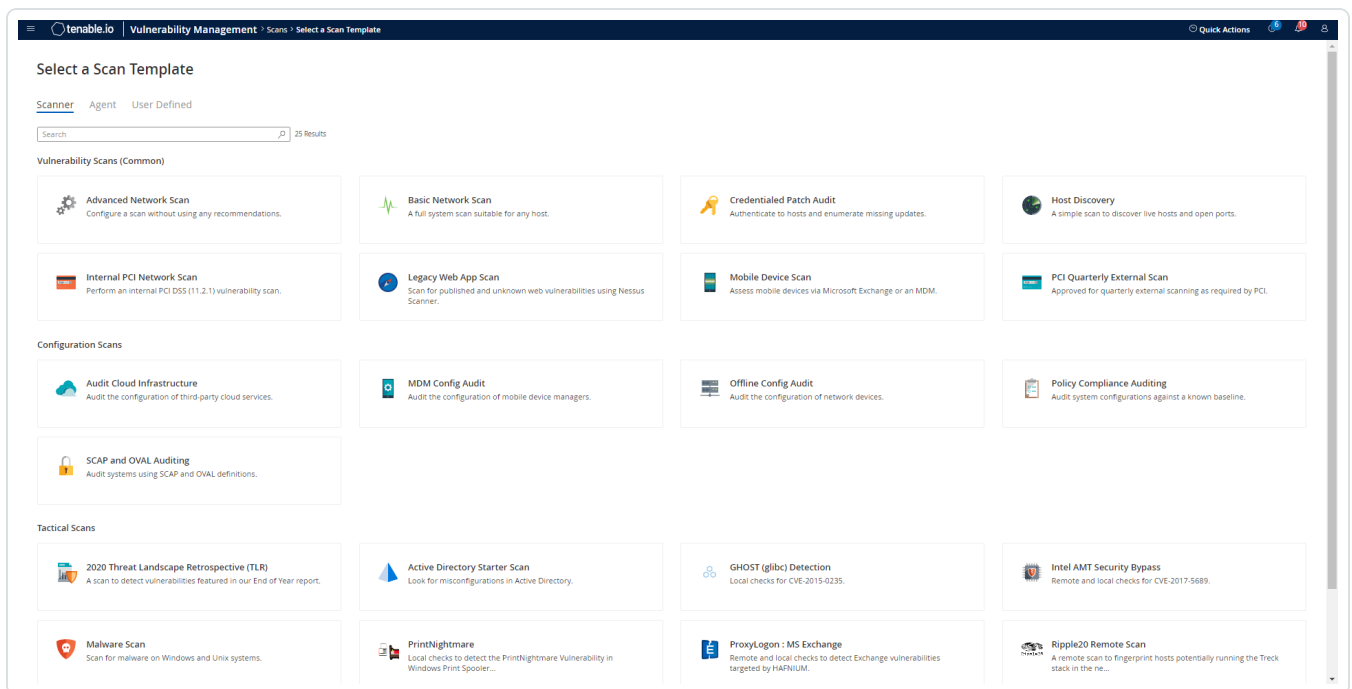 tenable.io Vulnerability Management > Scans > Select a Scan Template Quick Actions 6 10
Select a Scan Template
Scanner Agent User Defined
Search 25 Results
Vulnerability Scans (Common)
Advanced Network Scan
Configure a scan without using any recommendations.
Basic Network Scan
A full system scan suitable for any host.
Credentialed Patch Audit
Authenticate to hosts and enumerate missing updates.
Host Discovery
A simple scan to discover live hosts and open ports.
Internal PCI Network Scan
Perform an internal PCI DSS (11.2.1) vulnerability scan.
Legacy Web App Scan
Scan for published and unknown web vulnerabilities using Nessus
Scanner.
Mobile Device Scan
Assess mobile devices via Microsoft Exchange or an MDM.
PCI Quarterly External Scan
Approved for quarterly external scanning as required by PCI.
Configuration Scans
Audit Cloud Infrastructure
Audit the configuration of third-party cloud services.
MDM Config Audit
Audit the configuration of mobile device managers.
Offline Config Audit
Audit the configuration of network devices.
Policy Compliance Auditing
Audit system configurations against a known baseline.
SCAP and OVAL Auditing
Audit systems using SCAP and OVAL definitions.
Tactical Scans
2020 Threat Landscape Retrospective (TLR)
A scan to detect vulnerabilities featured in our End of Year report.
Active Directory Starter Scan
Look for misconfigurations in Active Directory.
GHOST (glibc) Detection
Local checks for CVE-2015-0235.
Intel AMT Security Bypass
Remote and local checks for CVE-2017-5689.
Malware Scan
Scan for malware on Windows and Unix systems.
PrintNightmare
Local checks to detect the PrintNightmare Vulnerability in
Windows Print Spooler...
ProxyLogon : MS Exchange
Remote and local checks to detect Exchange vulnerabilities
targeted by HAFNIUM.
Ripple20 Remote Scan
A remote scan to fingerprint hosts potentially running the Treck
stack in the ne...